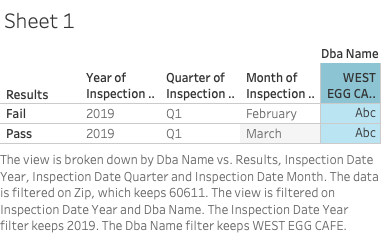 Sheet 1
Dba Name
Results Year of Inspection .. Quarter of Inspection .. Month of Inspection .. WEST EGG CA..
Fail 2019 Q1 February Abc
Pass 2019 Q1 March Abc
The view is broken down by Dba Name vs. Results, Inspection Date
Year, Inspection Date Quarter and Inspection Date Month. The data
is filtered on Zip, which keeps 60611. The view is filtered on
Inspection Date Year and Dba Name. The Inspection Date Year
filter keeps 2019. The Dba Name filter keeps WEST EGG CAFE.